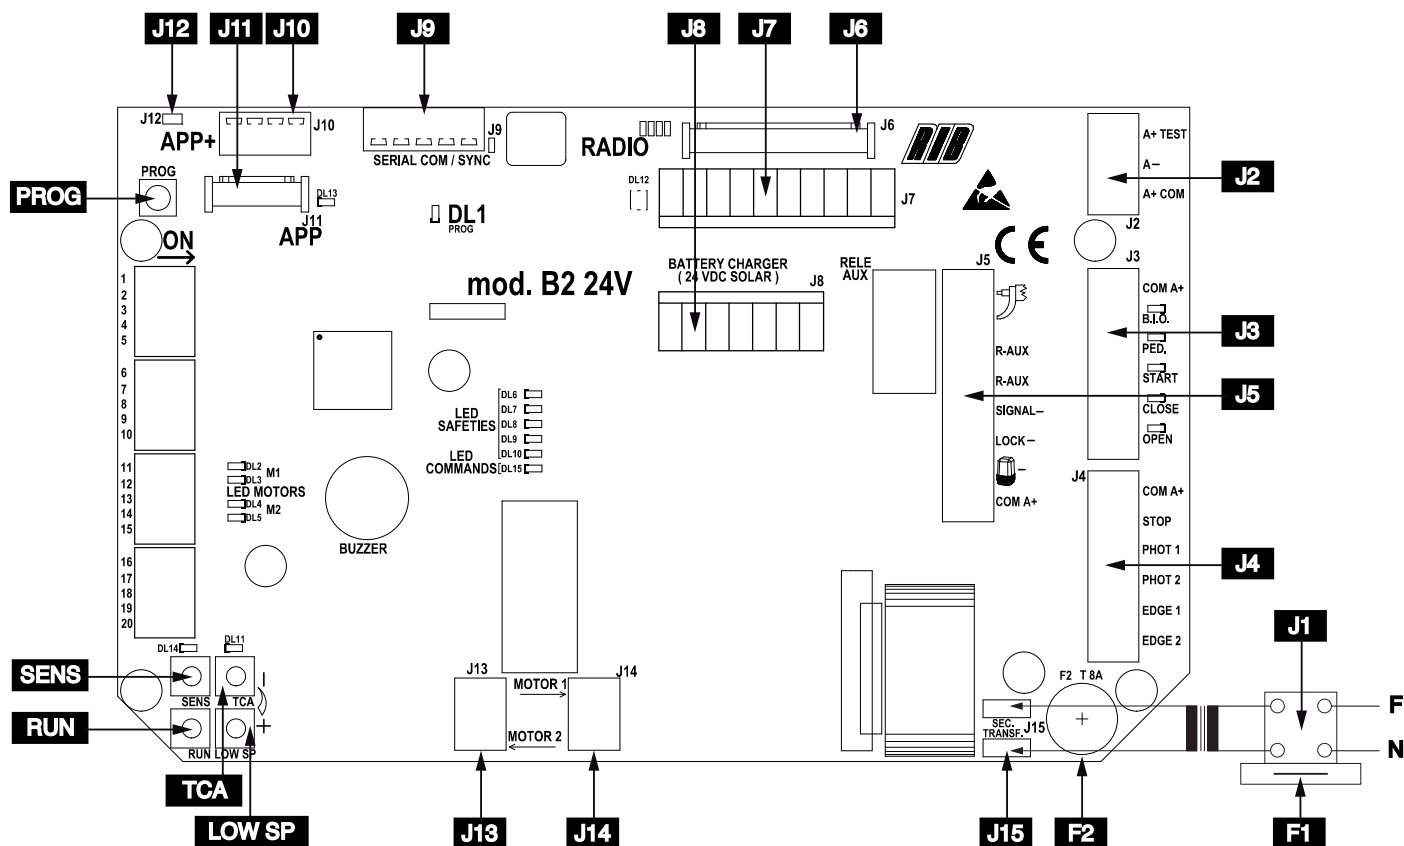 J12 J11 J10 J9 J8 J7 J6
J12
APP+
J10
J9
SERIAL COM / SYNC
RADIO
J6
RIB
A+ TEST
A-
A+ COM
J2
J2
PROG
PROG
J11
DL13
APP
DL1
PROG
DL12
J7
ON
mod. B2 24V
BATTERY CHARGER
( 24 VDC SOLAR )
J8
RELE
AUX
J5
CE
J3
COM A+
B.I.O.
PED.
START
CLOSE
OPEN
J3
R-AUX
R-AUX
SIGNAL-
LOCK-
-
COM A+
J5
1
2
3
4
5
6
7
8
9
10
11
12
13
14
15
16
17
18
19
20
LED
SAFETIES
DL6
DL7
DL8
DL9
DL10
LED
COMMANDS
DL15
DL2
M1
DL3
LED MOTORS
DL4
M2
DL5
BUZZER
J4
COM A+
STOP
PHOT 1
PHOT 2
EDGE 1
EDGE 2
J4
DL14
DL11
SENS
SENS
TCA
-
+
RUN
RUN
LOW SP
TCA
LOW SP
J13
MOTOR 1
MOTOR 2
J14
J13
J14
F2 T 8A
SEC.
TRANSF.
J15
J15
F2
J1
F
N
F1